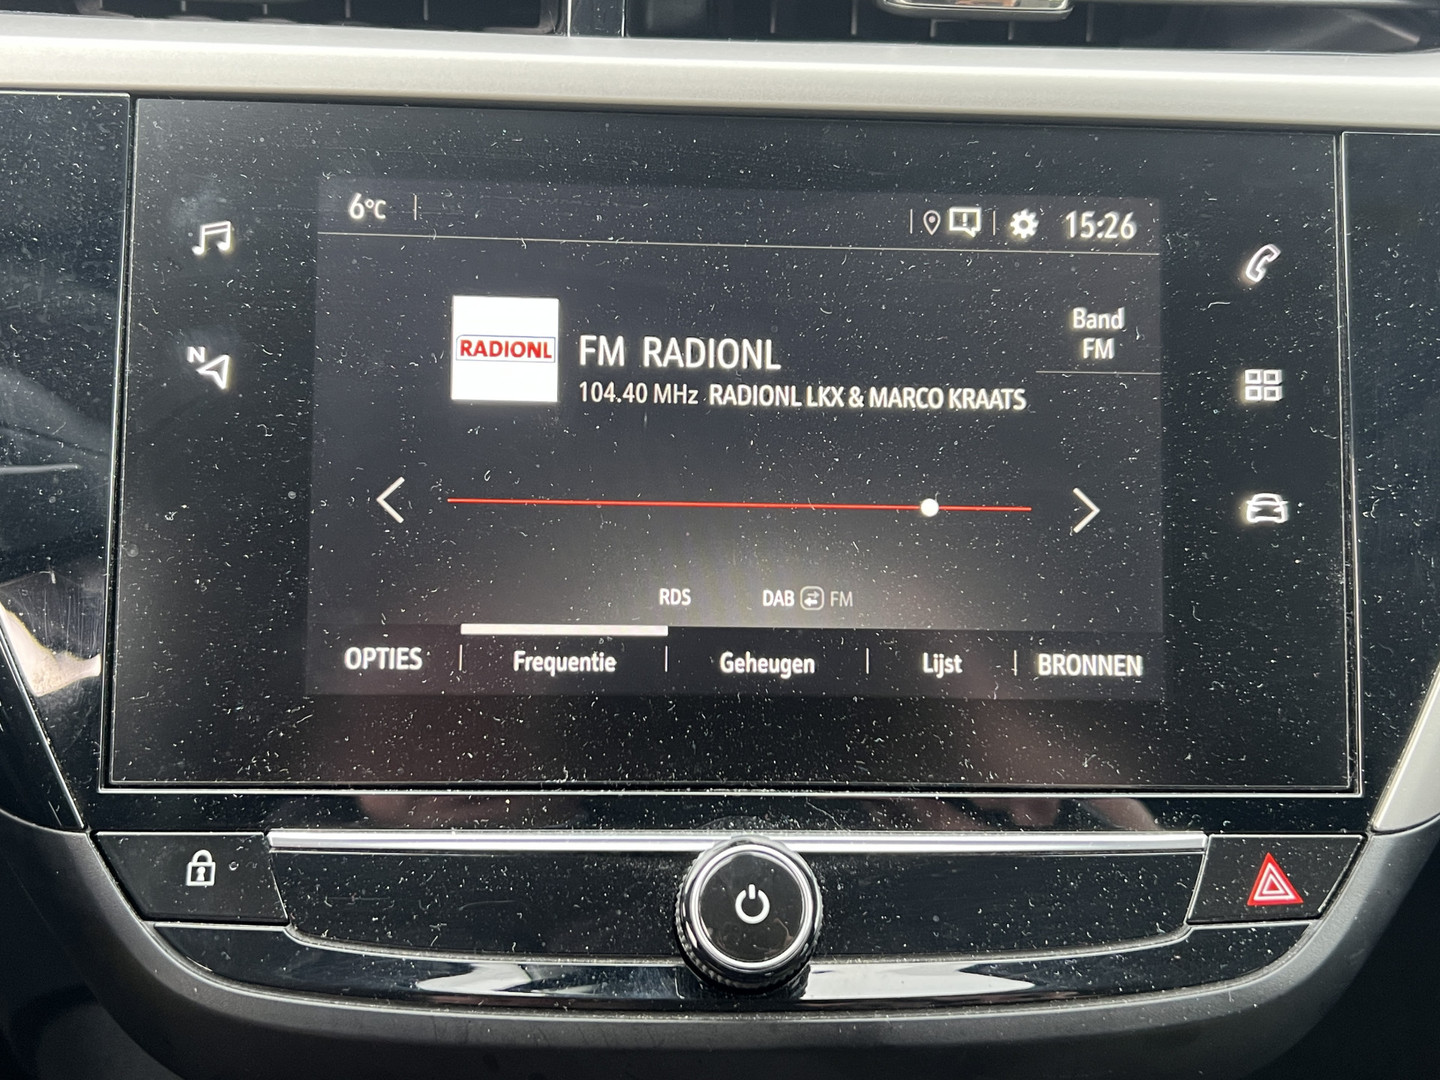 6°C
15:26
N
RADIONL
FM RADIONL
104.40 MHz RADIONL LKX & MARCO KRAATS
Band
FM
RDS
DAB FM
OPTIES
Frequentie
Geheugen
Lijst
BRONNEN